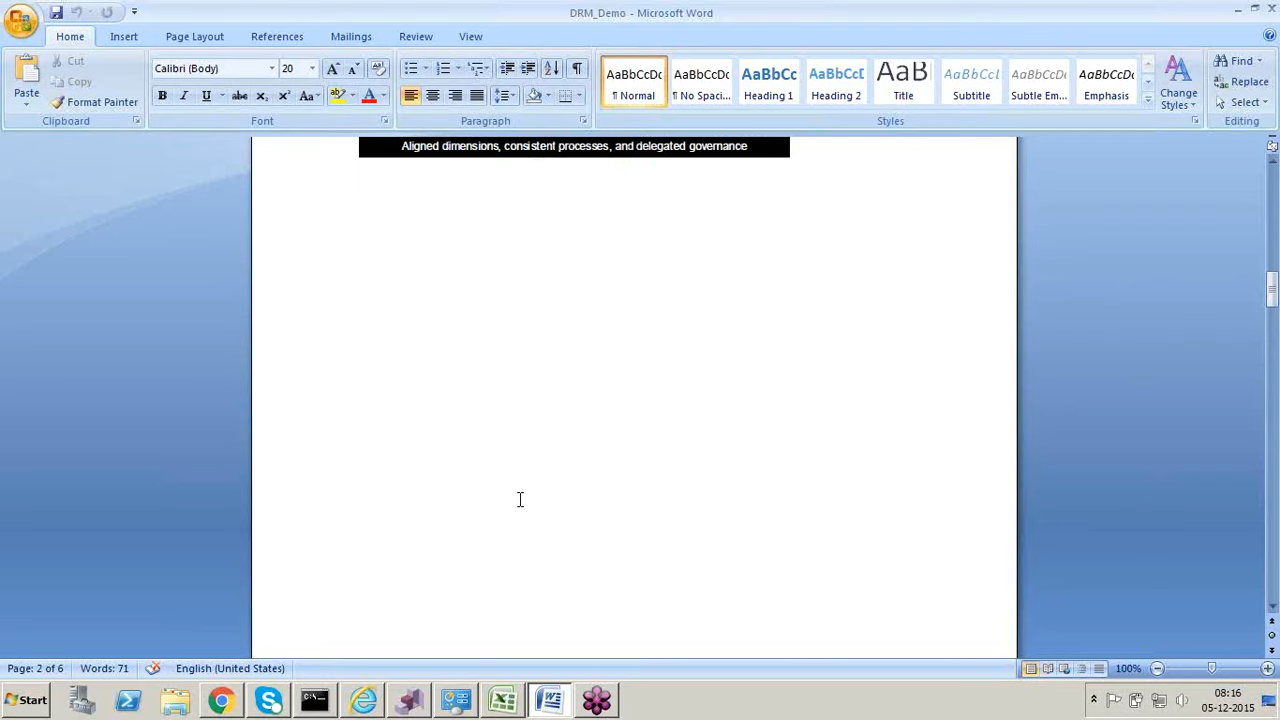 DRM_Demo - Microsoft Word
Home Insert Page Layout References Mailings Review View
Paste
Cut
Copy
Format Painter
Clipboard
Calibri (Body) 20
Font
Paragraph
AaBbCcDc AaBbCcDc AaBbCc AaBbCcD AaB AaBbCcL AaBbCcDc AaBbCcDc
¶ Normal ¶ No Spaci... Heading 1 Heading 2 Title Subtitle Subtle Em... Emphasis
Change Styles
Styles
Find
Replace
Select
Editing
Aligned dimensions, consistent processes, and delegated governance
Page: 2 of 6 Words: 71 English (United States) 100%
Start
08:16
05-12-2015